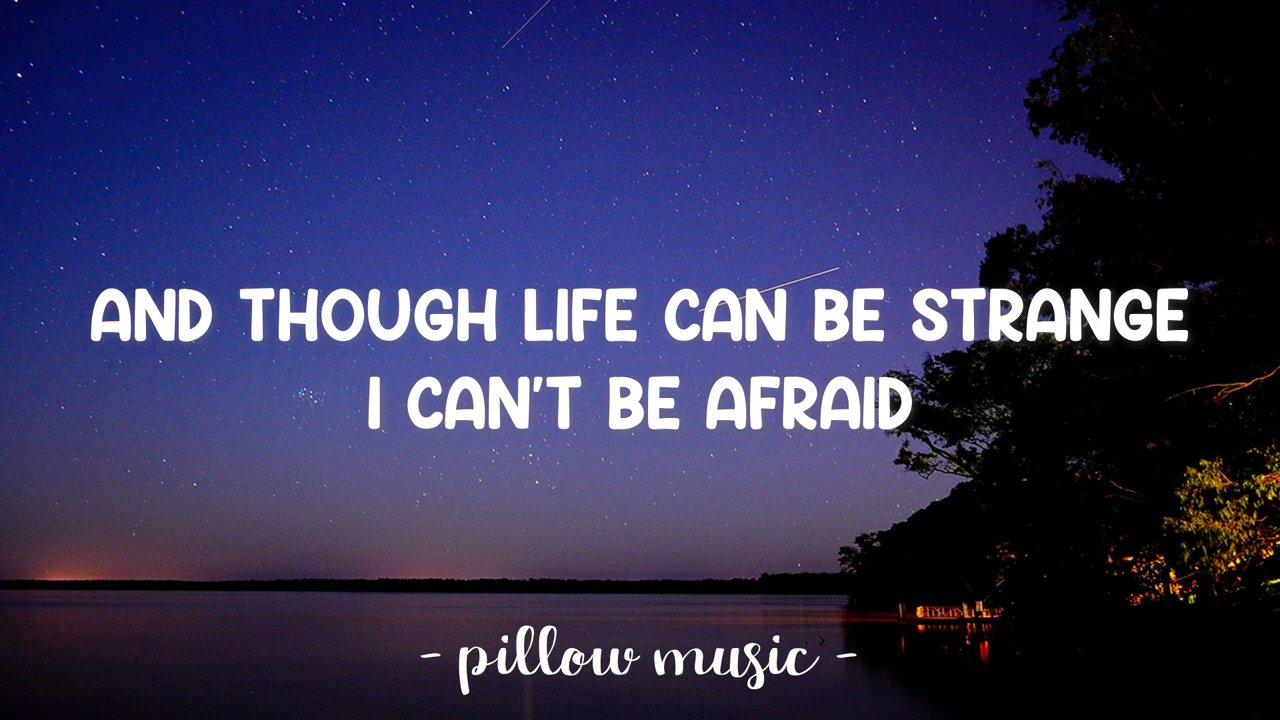 AND THOUGH LIFE CAN BE STRANGE
I CAN'T BE AFRAID
- pillow music -